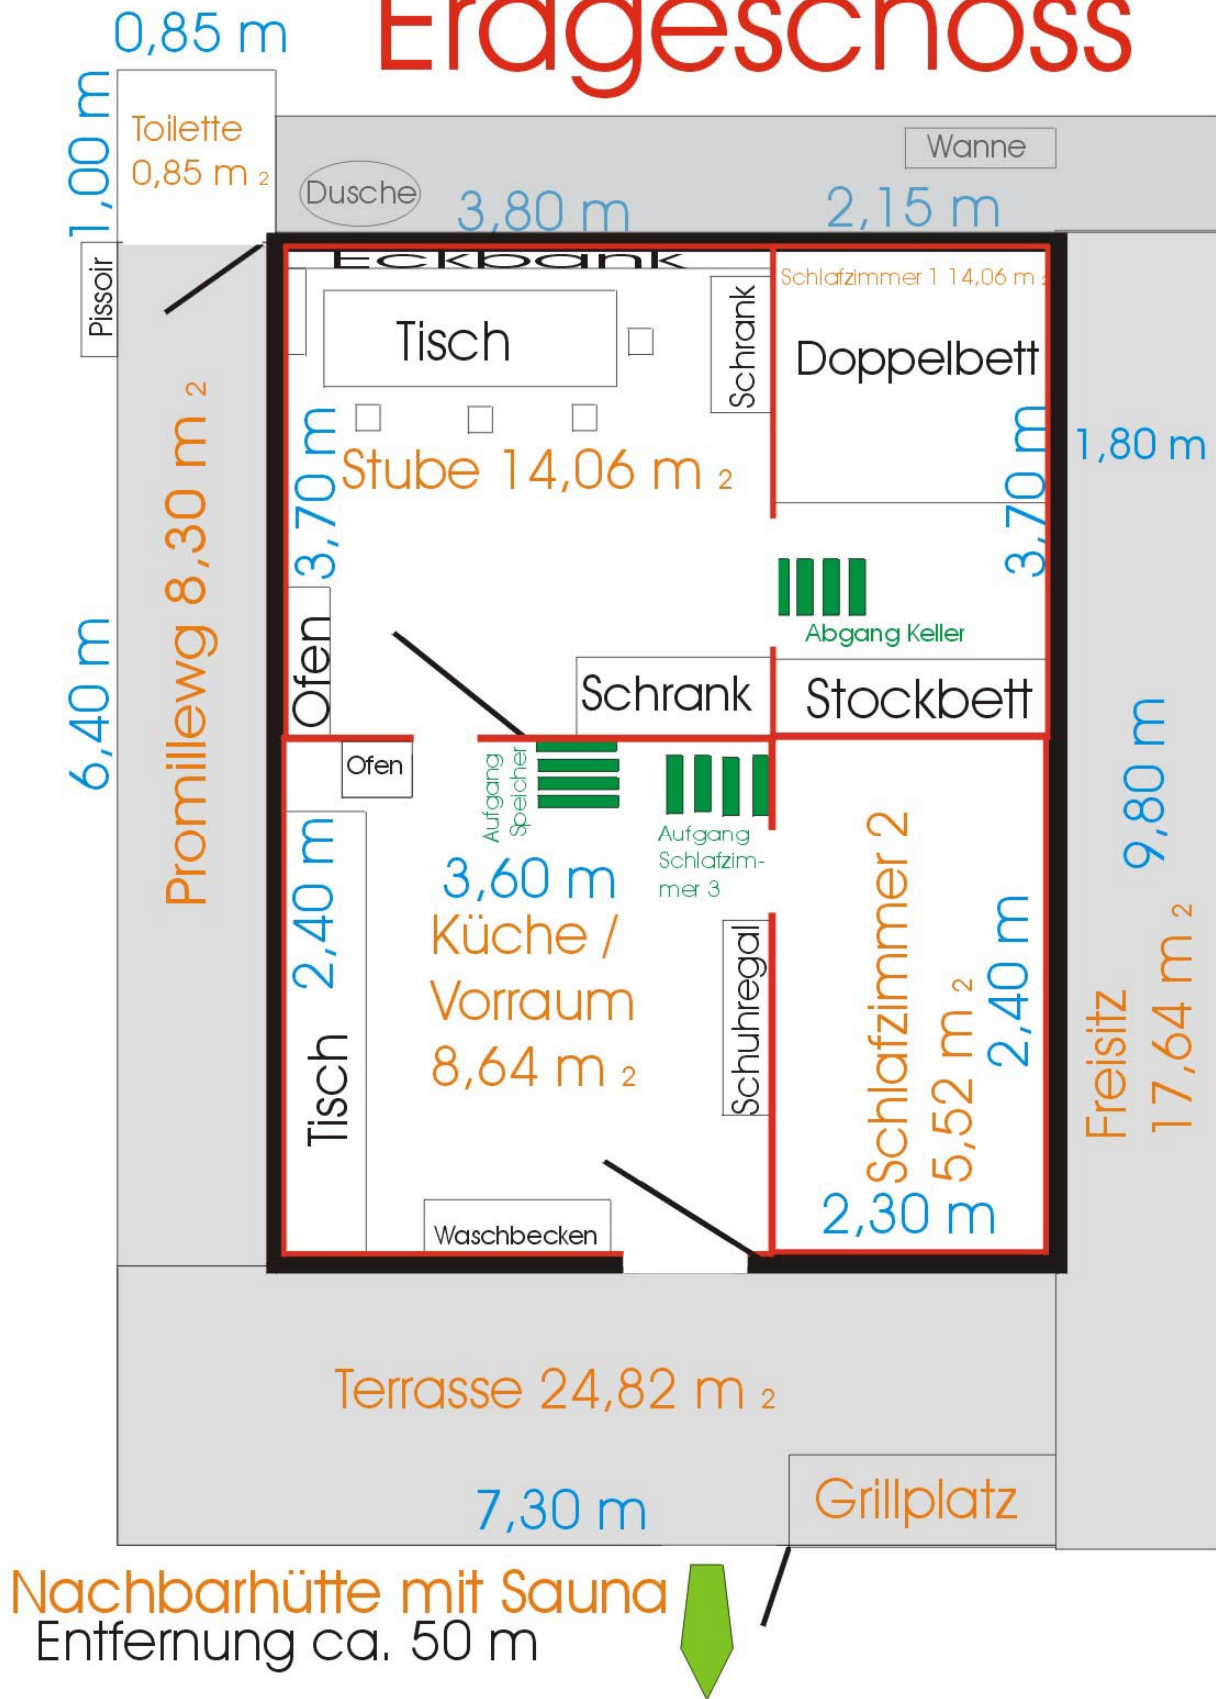 Erdgeschoss
0,85 m
1,00 m
Toilette
0,85 m 2
Dusche
3,80 m
Wanne
2,15 m
Pissoir
Eckbank
Tisch
Schrank
Schlafzimmer 1 14,06 m 2
Doppelbett
3,70 m
Stube 14,06 m 2
3,70 m
1,80 m
Promillewg 8,30 m 2
6,40 m
Ofen
Schrank
Abgang Keller
Stockbett
Ofen
Aufgang
Speicher
Aufgang
Schlafzim-
mer 3
2,40 m
3,60 m
Küche /
Vorraum
8,64 m 2
Tisch
Schuhregal
Waschbecken
Schlafzimmer 2
5,52 m 2
2,40 m
2,30 m
9,80 m
Freisitz
17,64 m 2
Terrasse 24,82 m 2
7,30 m
Grillplatz
Nachbarhütte mit Sauna
Entfernung ca. 50 m